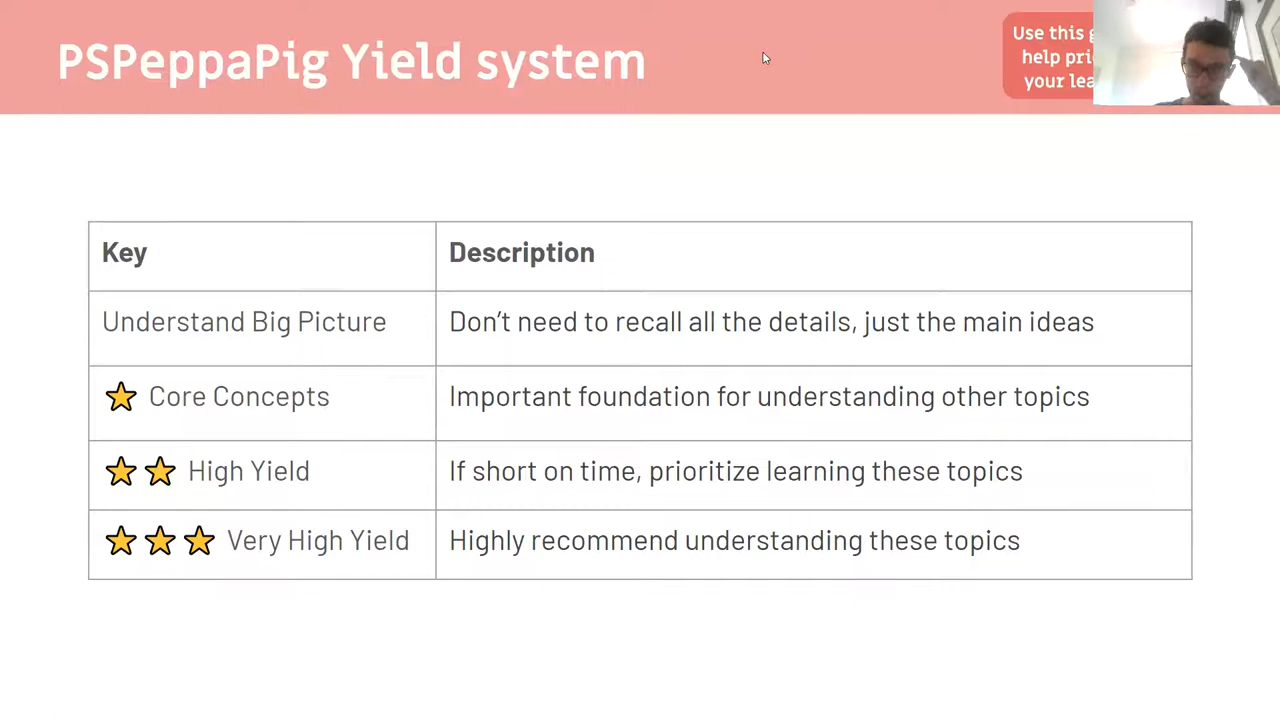 PSPeppaPig Yield system
Use this
help
your
Key
Description
Understand Big Picture
Don’t need to recall all the details, just the main ideas
Core Concepts
Important foundation for understanding other topics
High Yield
If short on time, prioritize learning these topics
Very High Yield
Highly recommend understanding these topics